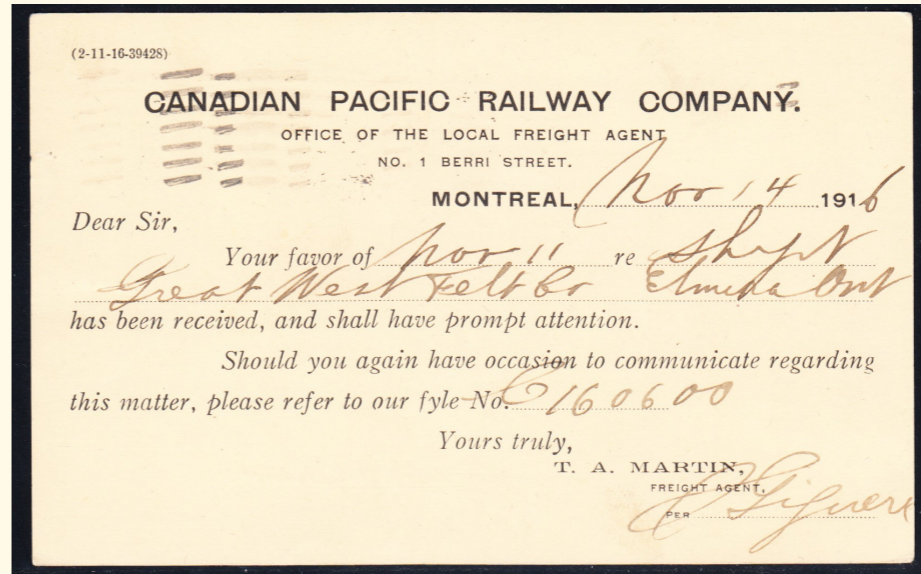 (2-11-16-39428)
CANADIAN PACIFIC RAILWAY COMPANY.
OFFICE OF THE LOCAL FREIGHT AGENT
NO. 1 BERRI STREET.
MONTREAL, Nov 14 1916
Dear Sir,
Your favor of Nov 11 re Shipt
Great West Felt Co Elmira Ont
has been received, and shall have prompt attention.
Should you again have occasion to communicate regarding
this matter, please refer to our fyle No. C160600
Yours truly,
T. A. MARTIN,
FREIGHT AGENT,
PER Giguere